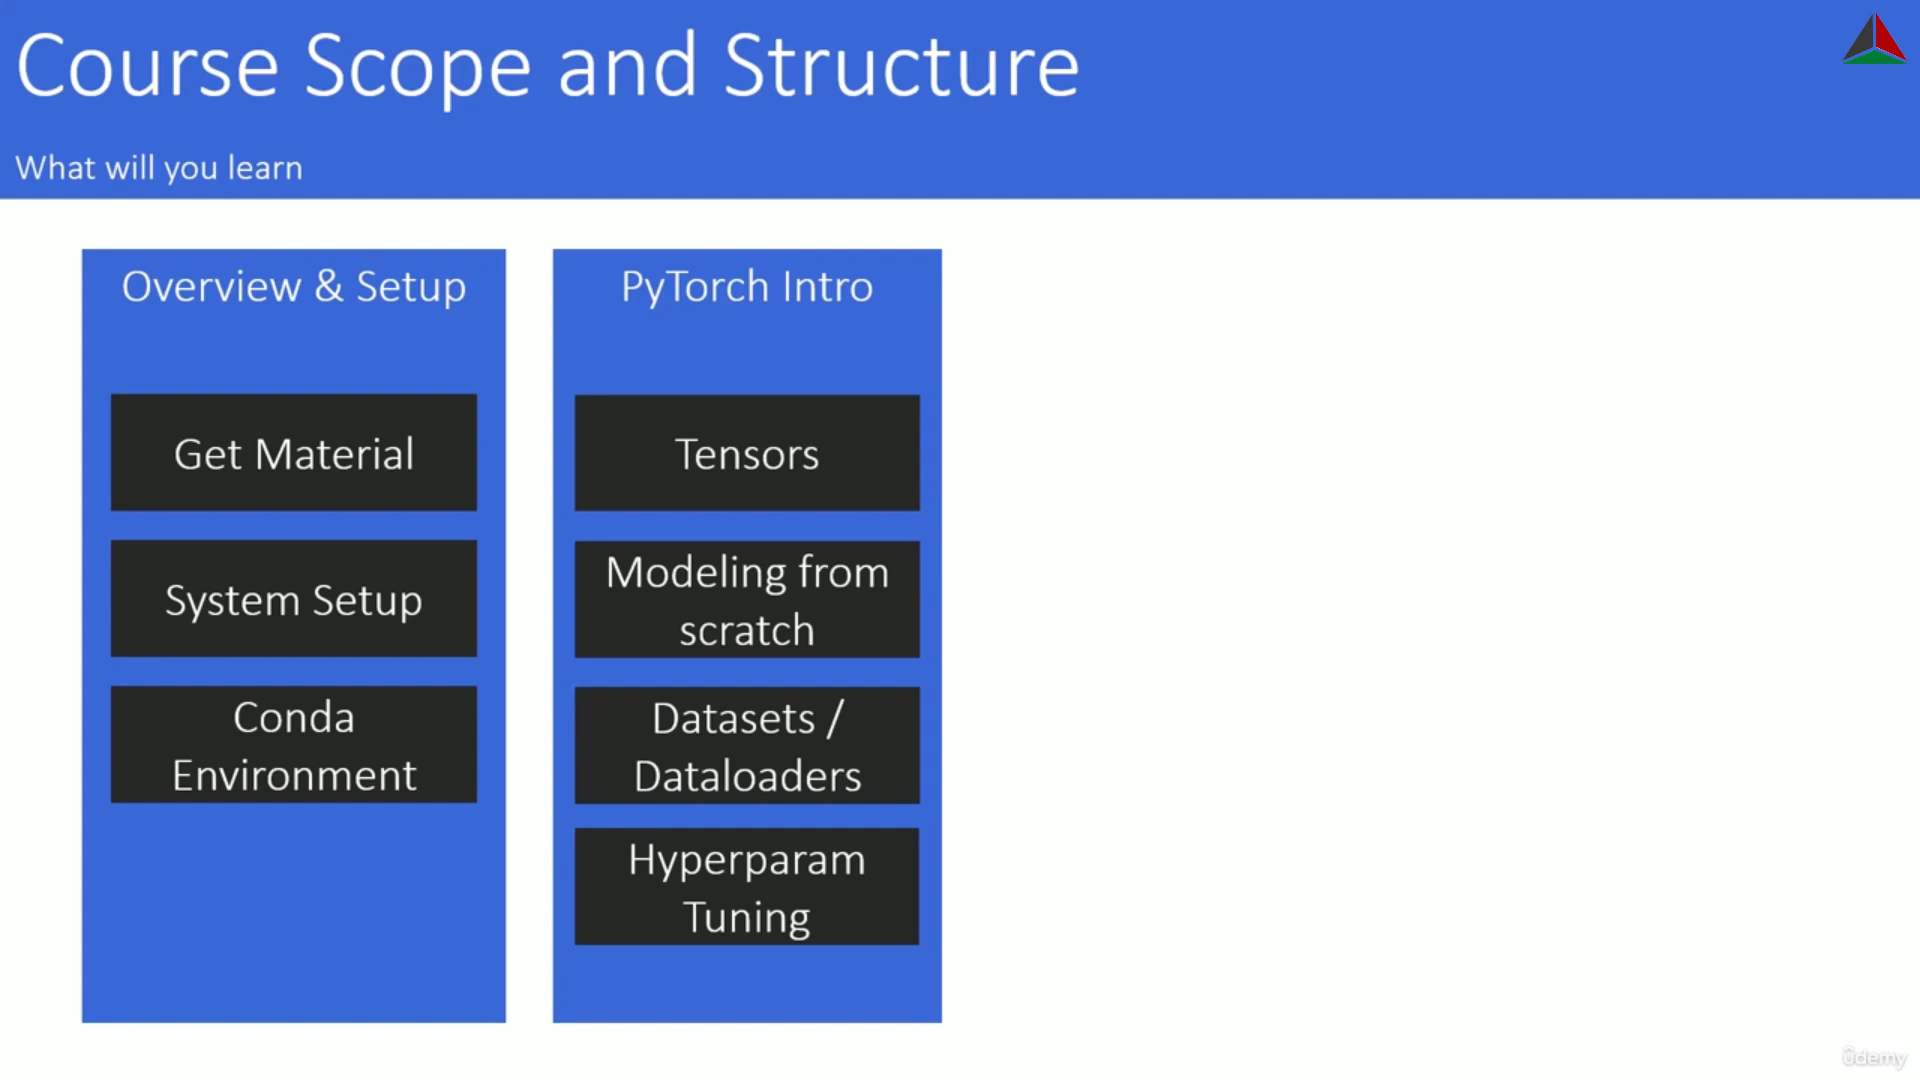 Course Scope and Structure
What will you learn
Overview & Setup
Get Material
System Setup
Conda
Environment
PyTorch Intro
Tensors
Modeling from
scratch
Datasets /
Dataloaders
Hyperparam
Tuning
ûdemy